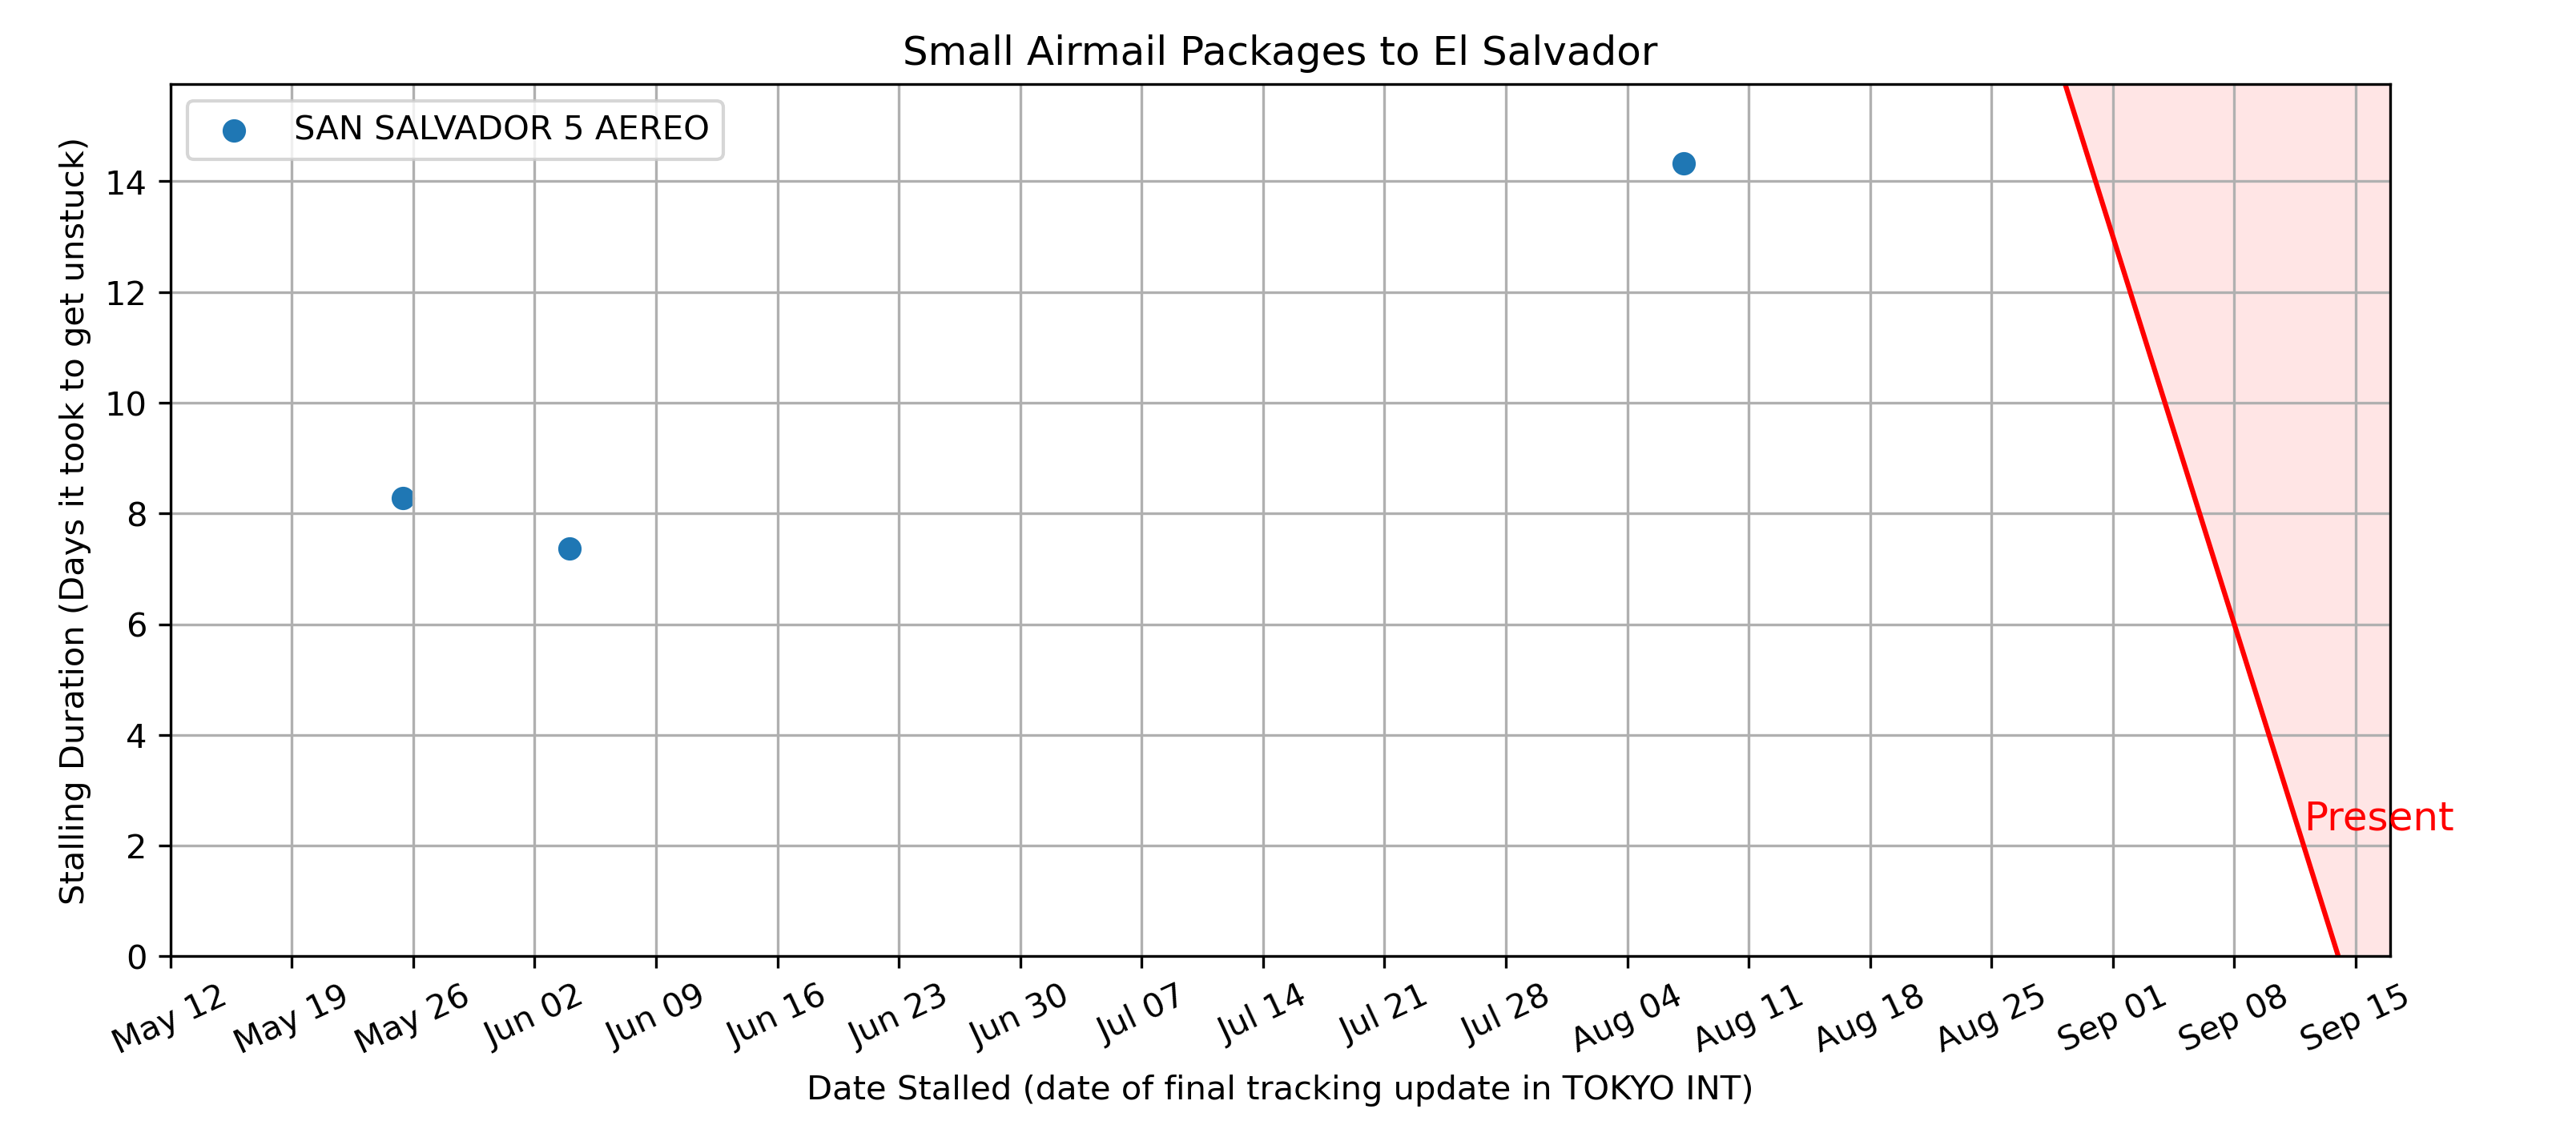 Small Airmail Packages to El Salvador
SAN SALVADOR 5 AEREO
Stalling Duration (Days it took to get unstuck)
14
12
10
8
6
4
2
0
Present
May 12
May 19
May 26
Jun 02
Jun 09
Jun 16
Jun 23
Jun 30
Jul 07
Jul 14
Jul 21
Jul 28
Aug 04
Aug 11
Aug 18
Aug 25
Sep 01
Sep 08
Sep 15
Date Stalled (date of final tracking update in TOKYO INT)